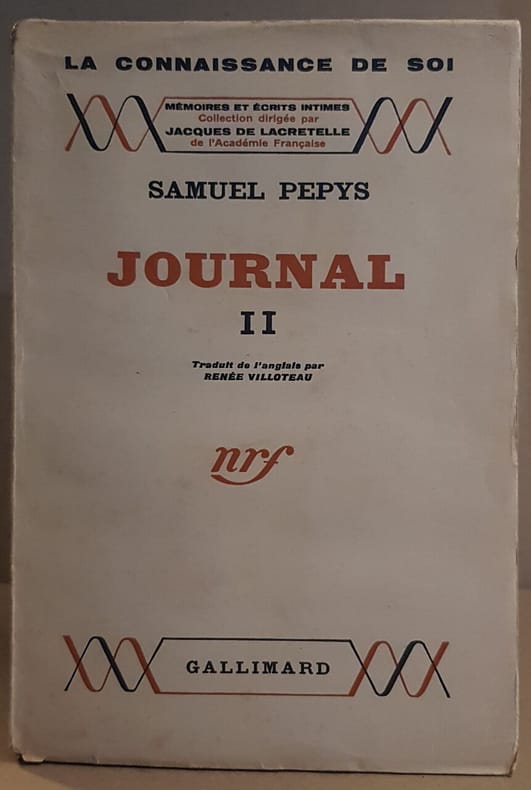 LA CONNAISSANCE DE SOI
MÉMOIRES ET ÉCRITS INTIMES
Collection dirigée par
JACQUES DE LACRETELLE
de l'Académie Française
SAMUEL PEPYS
JOURNAL
II
Traduit de l'anglais par
RENÉE VILLOTEAU
nrf
GALLIMARD